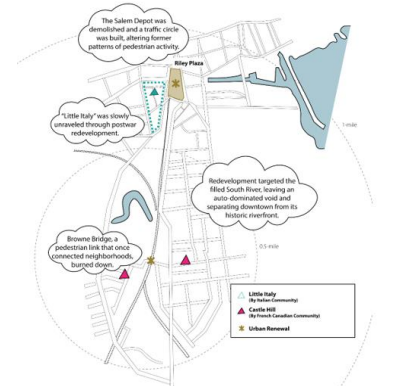 The Salem Depot was
demolished and a traffic circle
was built, altering former
patterns of pedestrian activity.
Riley Plaza
"Little Italy" was slowly
unraveled through postwar
redevelopment.
1-mile
Redevelopment targeted the
filled South River, leaving an
auto-dominated void and
separating downtown from its
historic riverfront.
Browne Bridge, a
pedestrian link that once
connected neighborhoods,
burned down.
0.5-mile
Little Italy
(By Italian Community)
Castle Hill
(By French Canadian Community)
Urban Renewal